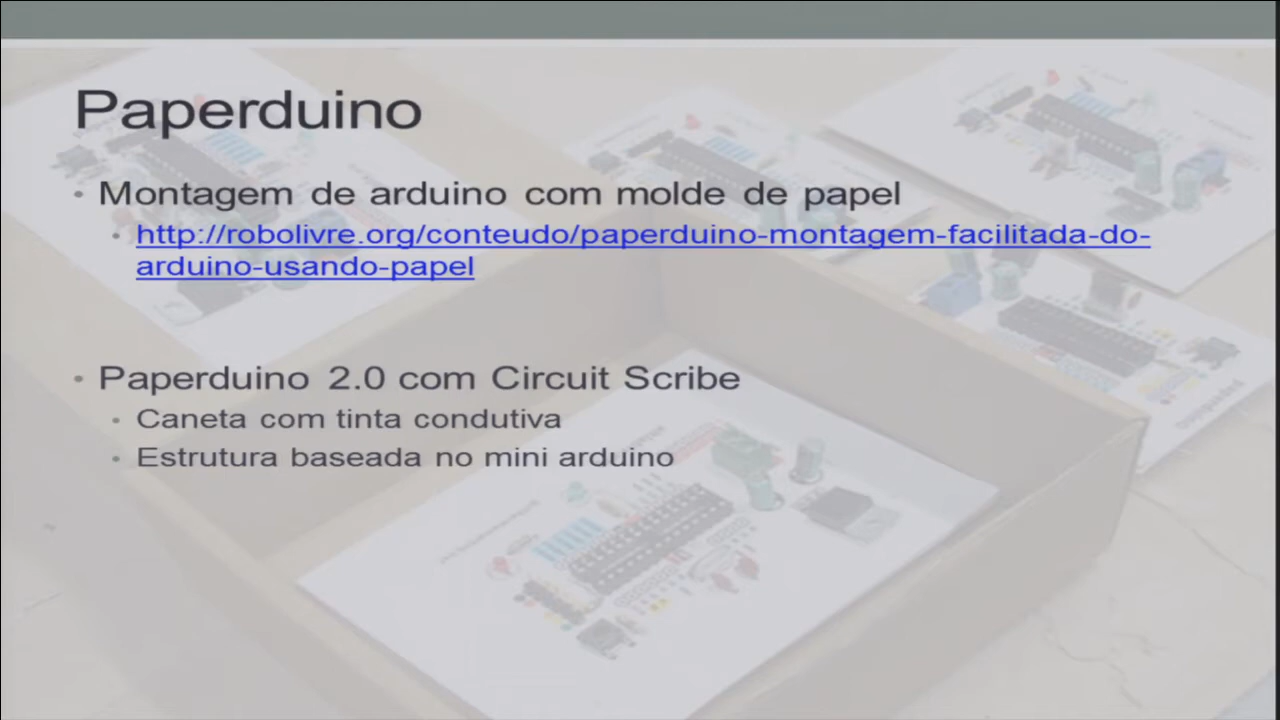 Paperduino
• Montagem de arduino com molde de papel
• http://robolivre.org/conteudo/paperduino-montagem-facilitada-do-
arduino-usando-papel
• Paperduino 2.0 com Circuit Scribe
• Caneta com tinta condutiva
• Estrutura baseada no mini arduino